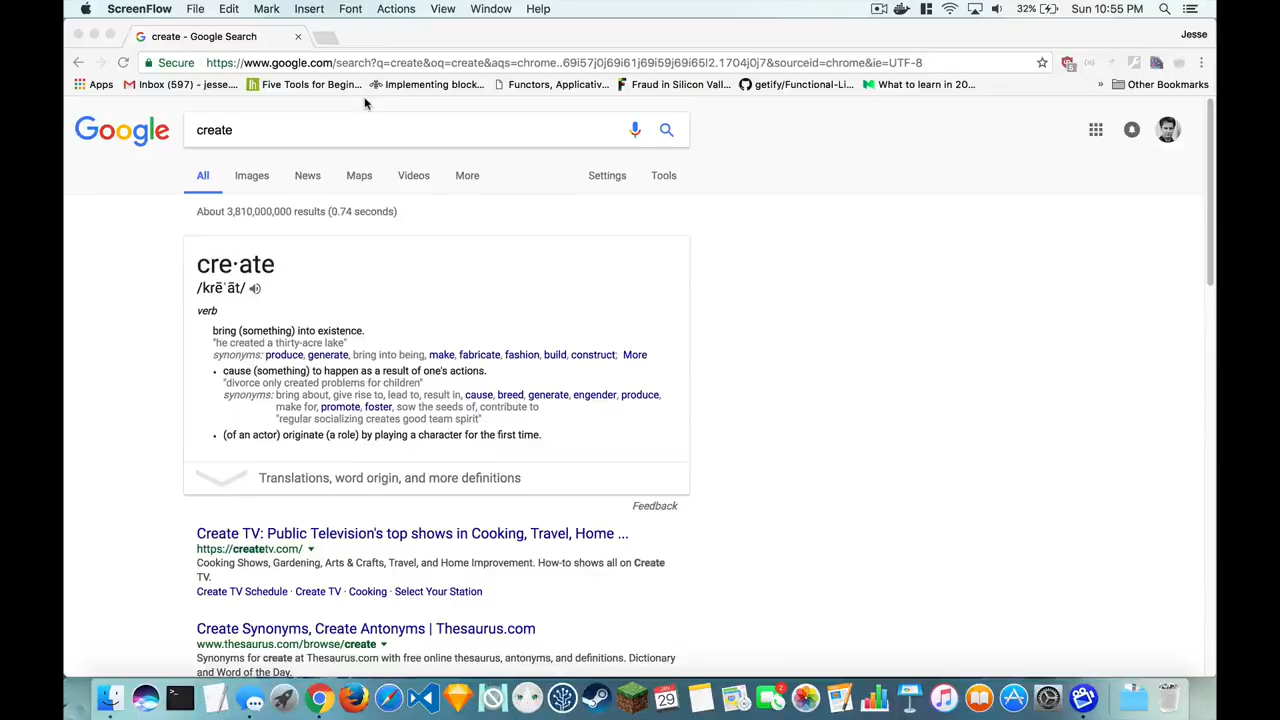 ScreenFlow File Edit Mark Insert Font Actions View Window Help 32% Sun 10:55 PM
create - Google Search Jesse
Secure https://www.google.com/search?q=create&oq=create&aqs=chrome..69i57j0j69i61j69i59j69i65l2.1704j0j7&sourceid=chrome&ie=UTF-8
Apps Inbox (597) - jesse.... Five Tools for Begin... Implementing block... Functors, Applicativ... Fraud in Silicon Vall... getify/Functional-Li... What to learn in 20... » Other Bookmarks
Google create
All Images News Maps Videos More Settings Tools
About 3,810,000,000 results (0.74 seconds)
cre·ate
/krēˈāt/
verb
bring (something) into existence.
"he created a thirty-acre lake"
synonyms: produce, generate, bring into being, make, fabricate, fashion, build, construct; More
• cause (something) to happen as a result of one's actions.
"divorce only created problems for children"
synonyms: bring about, give rise to, lead to, result in, cause, breed, generate, engender, produce,
make for, promote, foster, sow the seeds of, contribute to
"regular socializing creates good team spirit"
• (of an actor) originate (a role) by playing a character for the first time.
Translations, word origin, and more definitions
Feedback
Create TV: Public Television's top shows in Cooking, Travel, Home ...
https://createtv.com/
Cooking Shows, Gardening, Arts & Crafts, Travel, and Home Improvement. How-to shows all on Create
TV.
Create TV Schedule · Create TV · Cooking · Select Your Station
Create Synonyms, Create Antonyms | Thesaurus.com
www.thesaurus.com/browse/create
Synonyms for create at Thesaurus.com with free online thesaurus, antonyms, and definitions. Dictionary
and Word of the Day.
JAN 29 2